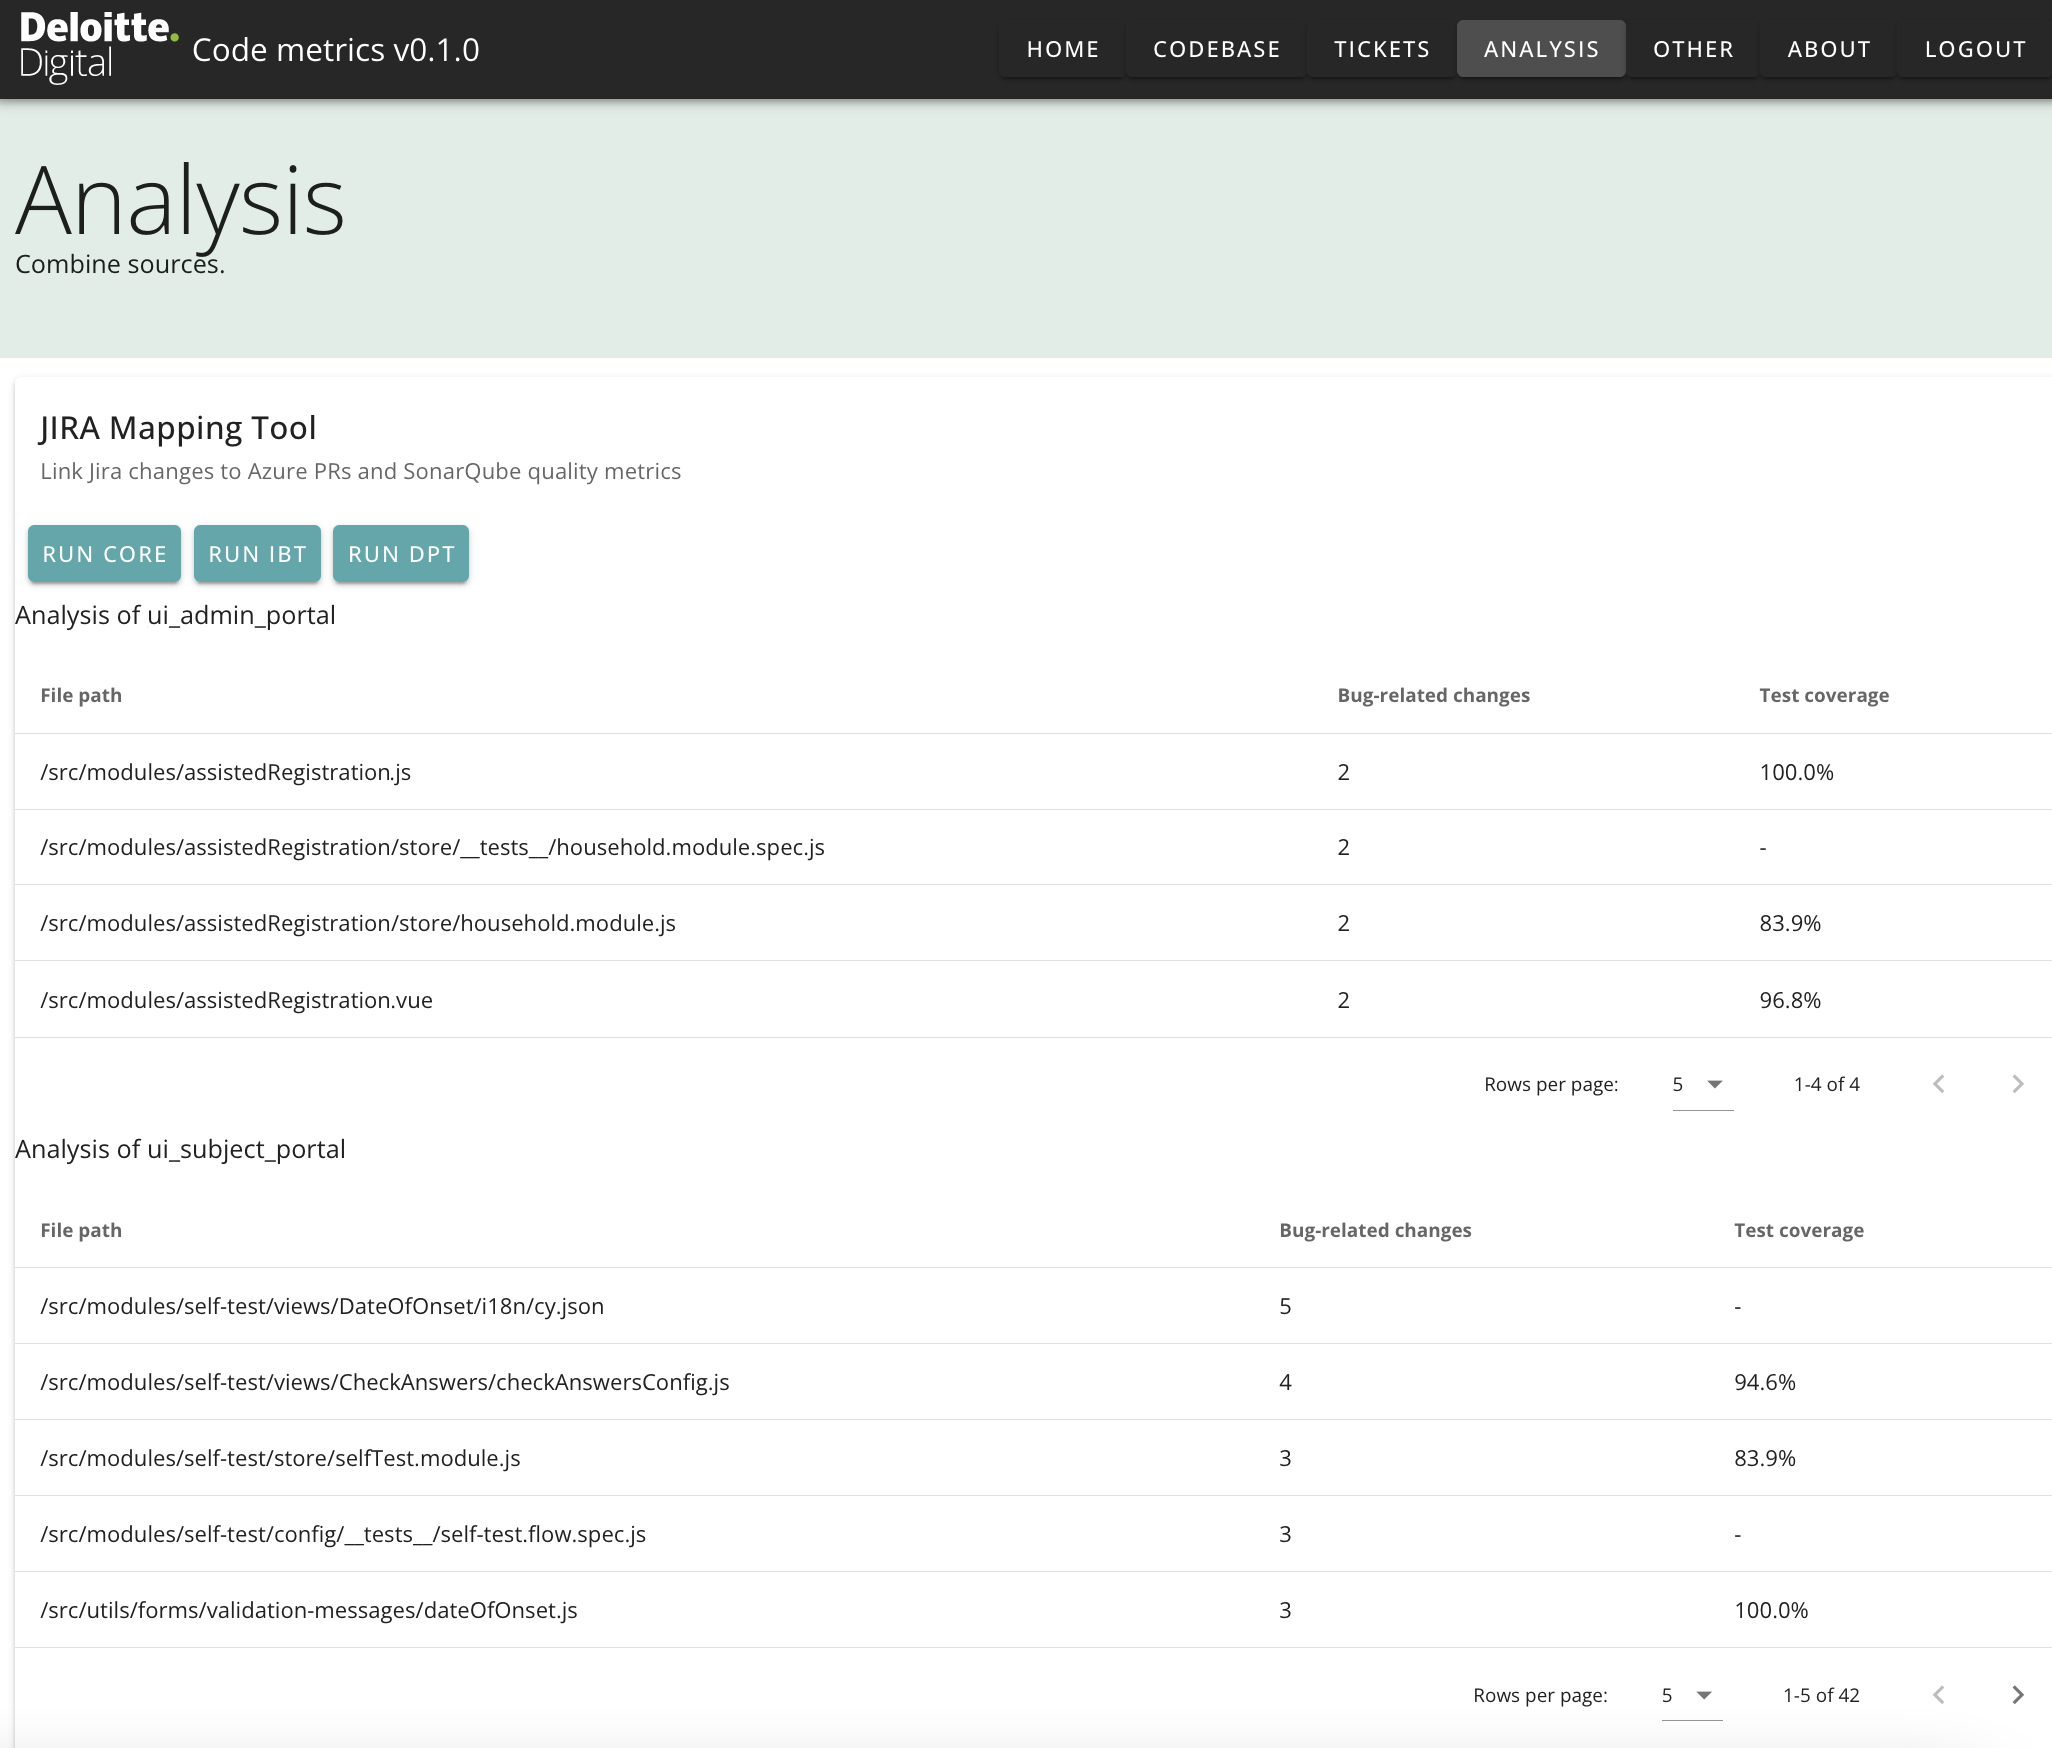 Deloitte.
Digital
Code metrics v0.1.0
HOME CODEBASE TICKETS ANALYSIS OTHER ABOUT LOGOUT
Analysis
Combine sources.
JIRA Mapping Tool
Link Jira changes to Azure PRs and SonarQube quality metrics
RUN CORE RUN IBT RUN DPT
Analysis of ui_admin_portal
File path Bug-related changes Test coverage
/src/modules/assistedRegistration.js 2 100.0%
/src/modules/assistedRegistration/store/__tests__/household.module.spec.js 2 -
/src/modules/assistedRegistration/store/household.module.js 2 83.9%
/src/modules/assistedRegistration.vue 2 96.8%
Rows per page: 5 1-4 of 4
Analysis of ui_subject_portal
File path Bug-related changes Test coverage
/src/modules/self-test/views/DateOfOnset/i18n/cy.json 5 -
/src/modules/self-test/views/CheckAnswers/checkAnswersConfig.js 4 94.6%
/src/modules/self-test/store/selfTest.module.js 3 83.9%
/src/modules/self-test/config/__tests__/self-test.flow.spec.js 3 -
/src/utils/forms/validation-messages/dateOfOnset.js 3 100.0%
Rows per page: 5 1-5 of 42